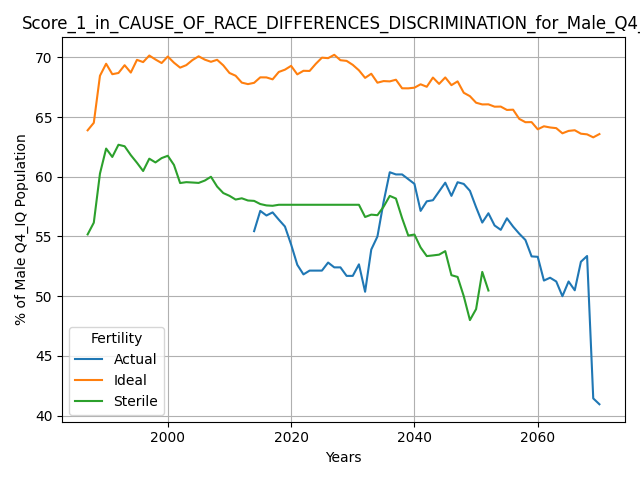 Score_1_in_CAUSE_OF_RACE_DIFFERENCES_DISCRIMINATION_for_Male_Q4_
% of Male Q4_IQ Population
70
65
60
55
50
45
40
Fertility
Actual
Ideal
Sterile
2000
2020
2040
2060
Years